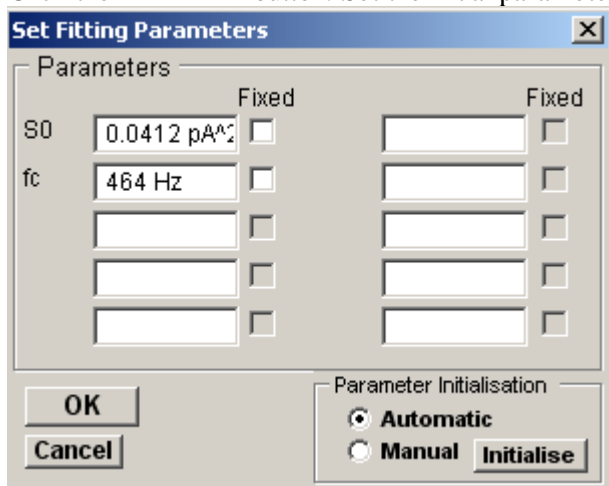 Set Fitting Parameters
Parameters
Fixed Fixed
S0 0.0412 pA^2
fc 464 Hz
Parameter Initialisation
OK
Automatic
Cancel
Manual Initialise